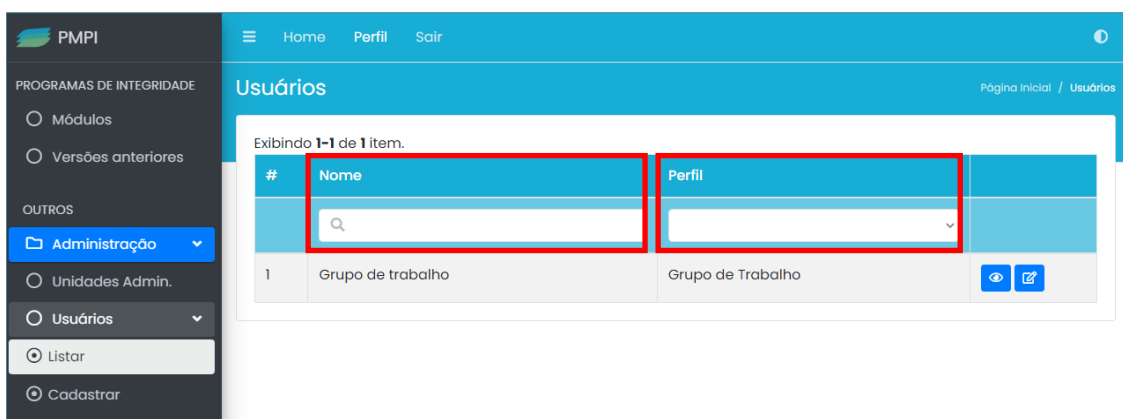 PMPI
Home Perfil Sair
PROGRAMAS DE INTEGRIDADE
Módulos
Versões anteriores
OUTROS
Administração
Unidades Admin.
Usuários
Listar
Cadastrar
Usuários
Página Inicial / Usuários
Exibindo 1-1 de 1 item.
# Nome Perfil
1 Grupo de trabalho Grupo de Trabalho